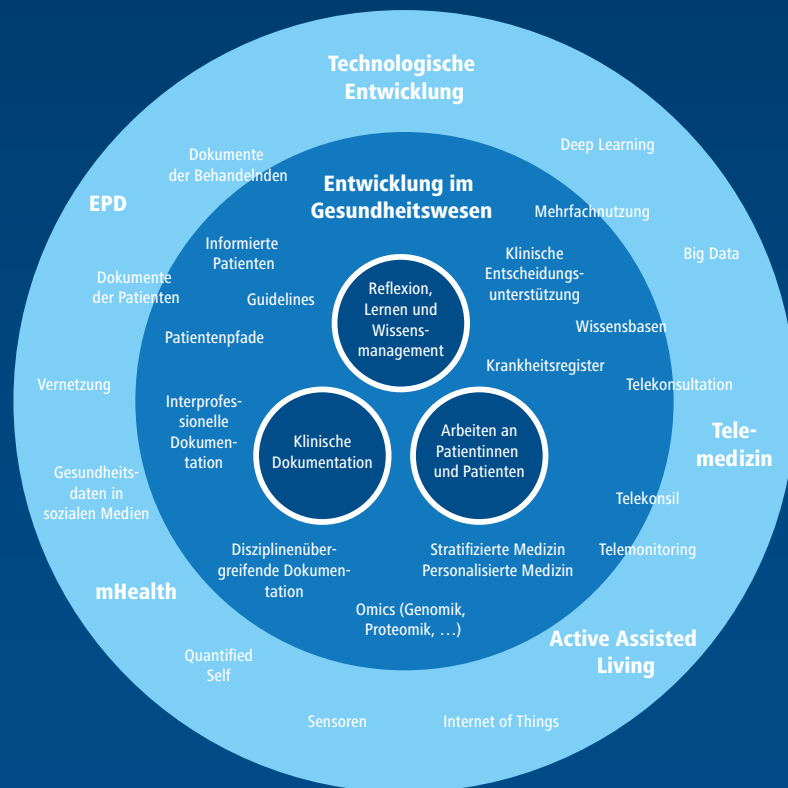 Technologische
Entwicklung
Deep Learning
Dokumente
der Behandelnden
Entwicklung im
Gesundheitswesen
EPD
Mehrfachnutzung
Informierte
Patienten
Klinische
Entscheidungs-
unterstützung
Big Data
Dokumente
der Patienten
Guidelines
Reflexion,
Lernen und
Wissens-
management
Patientenpfade
Wissensbasen
Krankheitsregister
Vernetzung
Telekonsultation
Interprofes-
sionelle
Dokumen-
tation
Klinische
Dokumentation
Arbeiten an
Patientinnen
und Patienten
Tele-
medizin
Gesundheits-
daten in
sozialen Medien
Telekonsil
Disziplinenüber-
greifende Dokumen-
tation
Stratifizierte Medizin
Personalisierte Medizin
Telemonitoring
mHealth
Omics (Genomik,
Proteomik, …)
Active Assisted
Living
Quantified
Self
Sensoren
Internet of Things